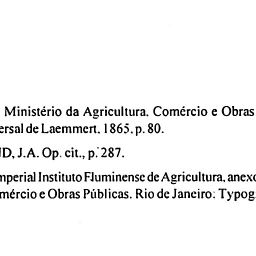 Ministério da Agricultura. Comércio e Obras
ersal de Laemmert, 1865, p. 80.
D, J.A. Op. cit., p. 287.
mperial Instituto Fluminense de Agricultura, anexo
mércio e Obras Públicas. Rio de Janeiro: Typog